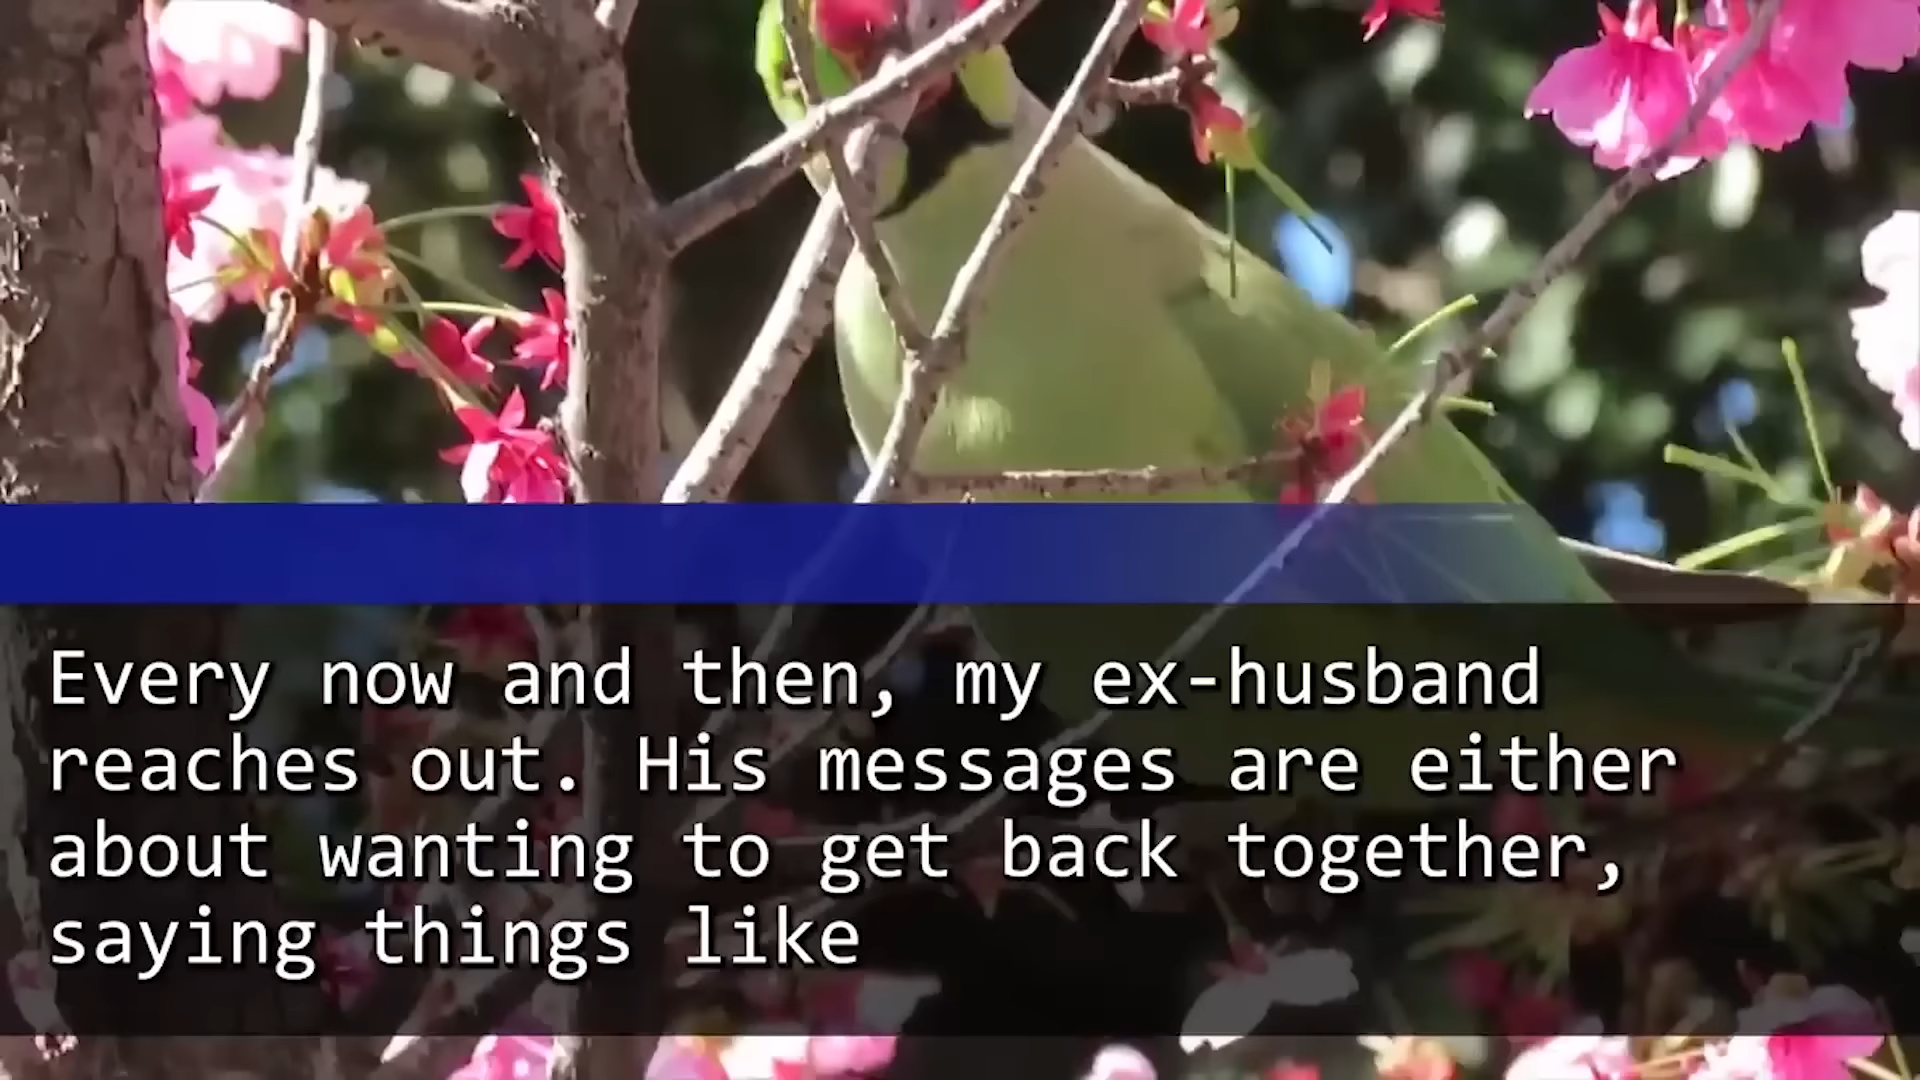 Every now and then, my ex-husband
reaches out. His messages are either
about wanting to get back together,
saying things like